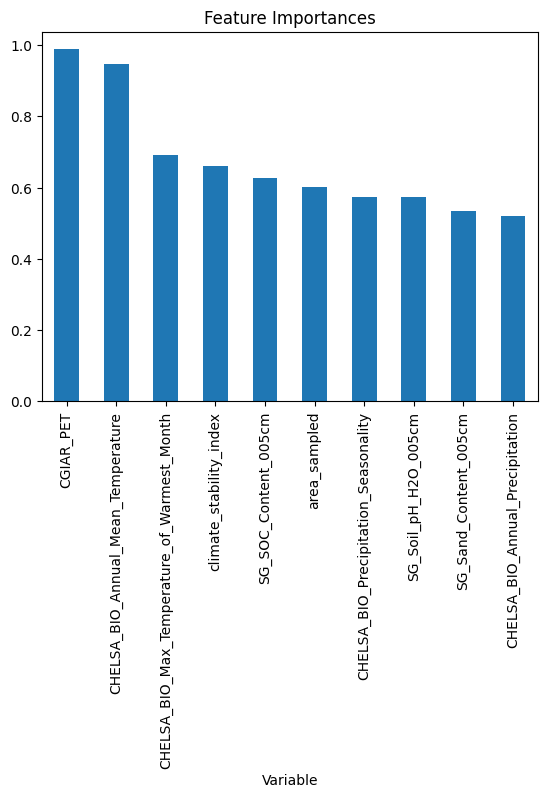 Feature Importances
1.0
0.8
0.6
0.4
0.2
0.0
CGIAR_PET
CHELSA_BIO_Annual_Mean_Temperature
CHELSA_BIO_Max_Temperature_of_Warmest_Month
climate_stability_index
SG_SOC_Content_005cm
area_sampled
CHELSA_BIO_Precipitation_Seasonality
SG_Soil_pH_H2O_005cm
SG_Sand_Content_005cm
CHELSA_BIO_Annual_Precipitation
Variable